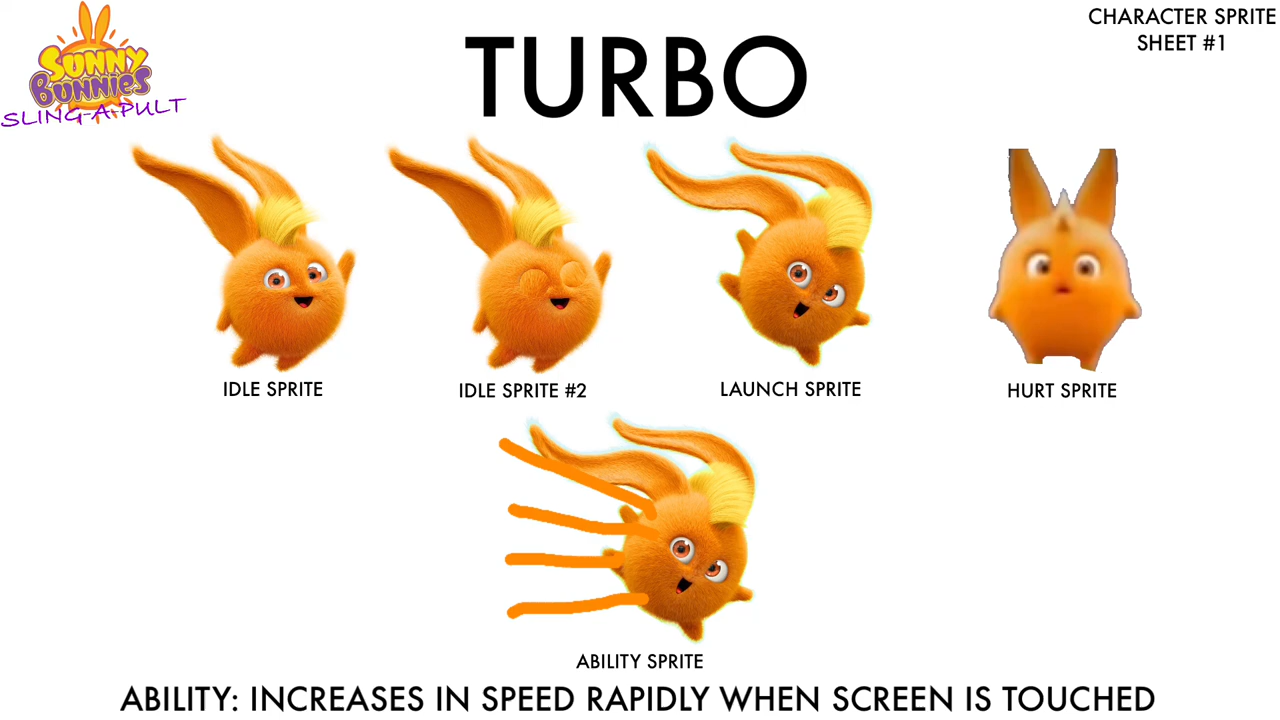 SUNNY
BUNNIES
SLING-A-PULT
CHARACTER SPRITE
SHEET #1
TURBO
IDLE SPRITE
IDLE SPRITE #2
LAUNCH SPRITE
HURT SPRITE
ABILITY SPRITE
ABILITY: INCREASES IN SPEED RAPIDLY WHEN SCREEN IS TOUCHED